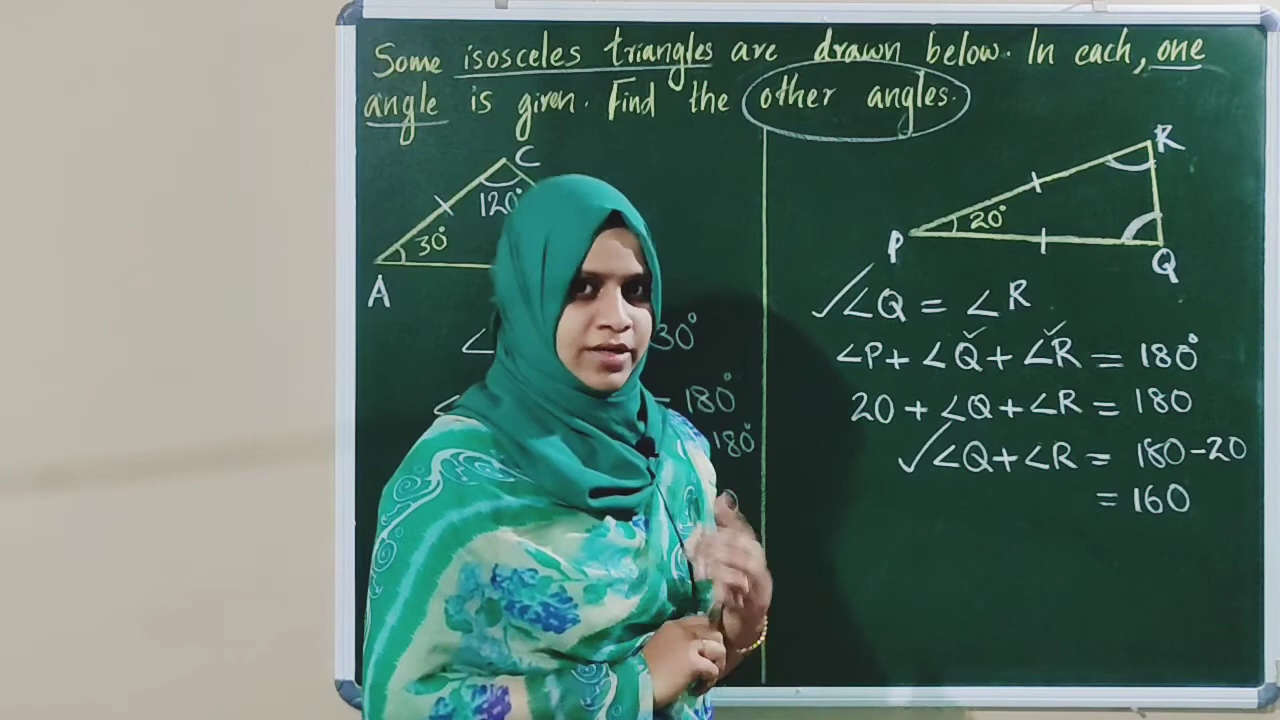 Some isosceles triangles are drawn below. In each, one
angle is given. Find the other angles.
C
120°
30°
A
∠ 30°
∠ = 180°
180°
R
20°
P
Q
∠Q = ∠R
∠P + ∠Q + ∠R = 180°
20 + ∠Q + ∠R = 180
∠Q + ∠R = 180 - 20
= 160